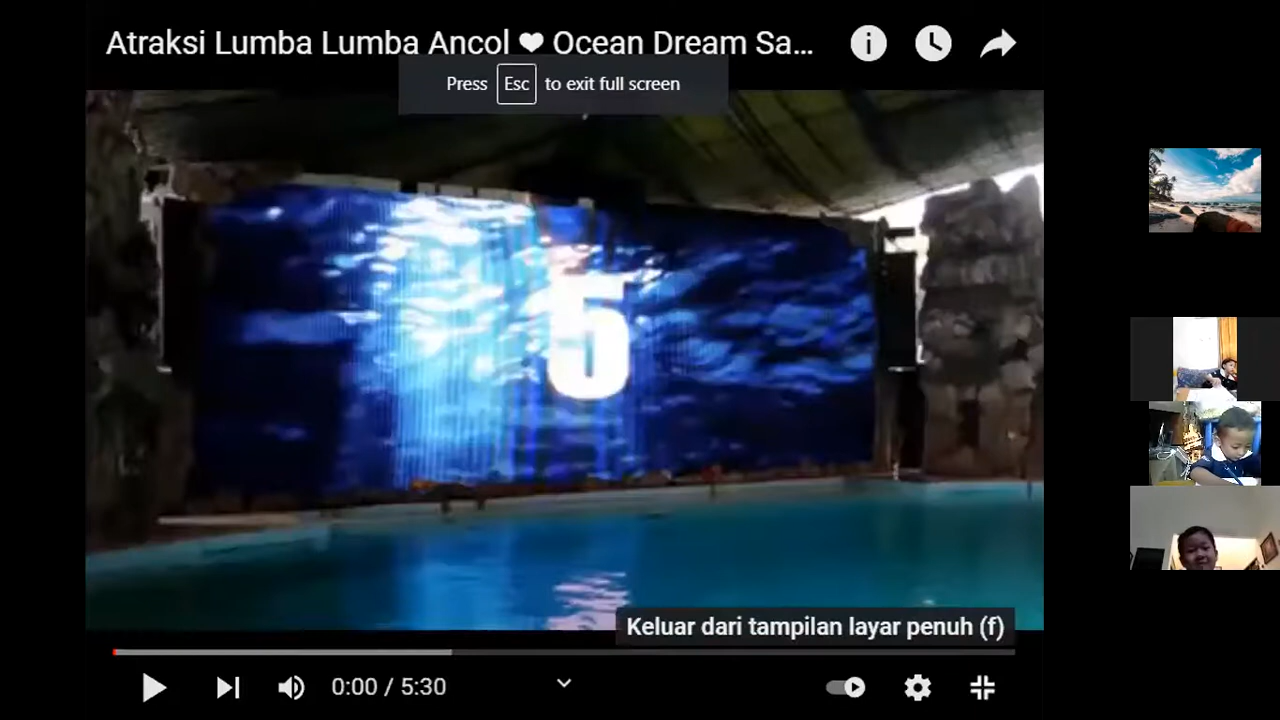 Atraksi Lumba Lumba Ancol ❤ Ocean Dream Sa...
Press Esc to exit full screen
5
Keluar dari tampilan layar penuh (f)
0:00 / 5:30